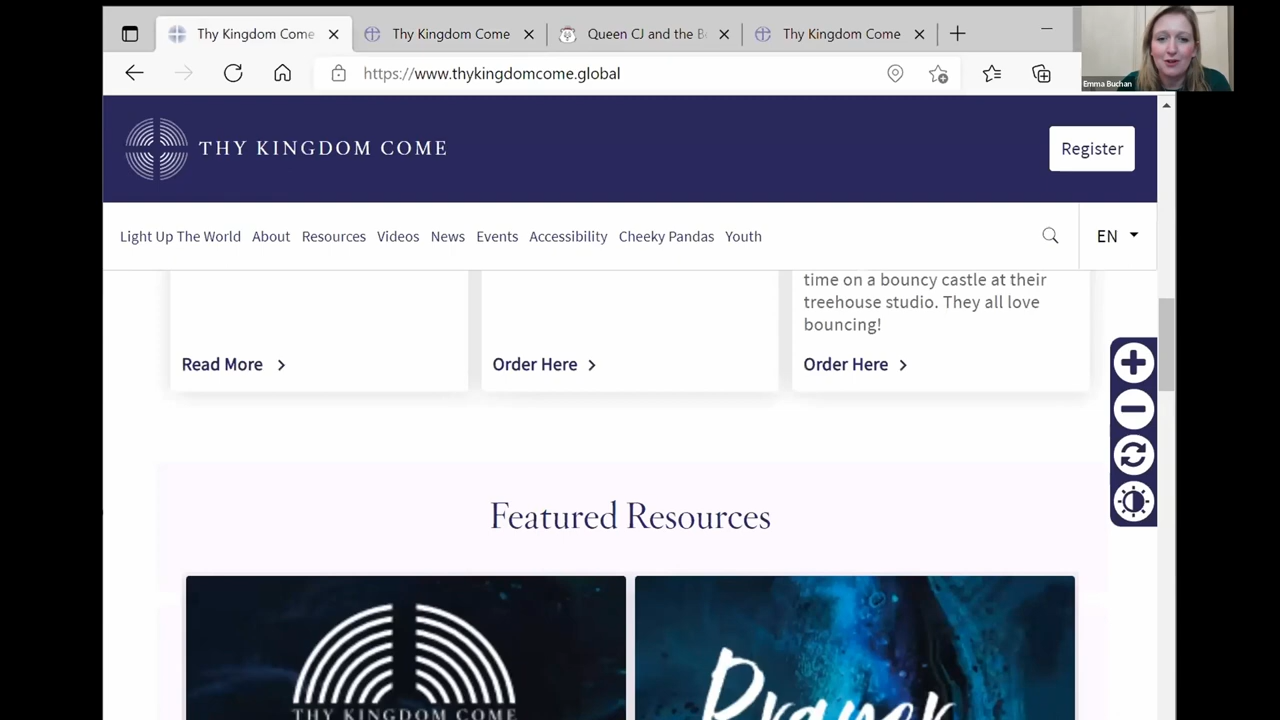 Thy Kingdom Come
Thy Kingdom Come
Queen CJ and the B
Thy Kingdom Come
https://www.thykingdomcome.global
Emma Buchan
THY KINGDOM COME
Register
Light Up The World About Resources Videos News Events Accessibility Cheeky Pandas Youth
EN
time on a bouncy castle at their
treehouse studio. They all love
bouncing!
Read More
Order Here
Order Here
Featured Resources
THY KINGDOM COME
Prayer